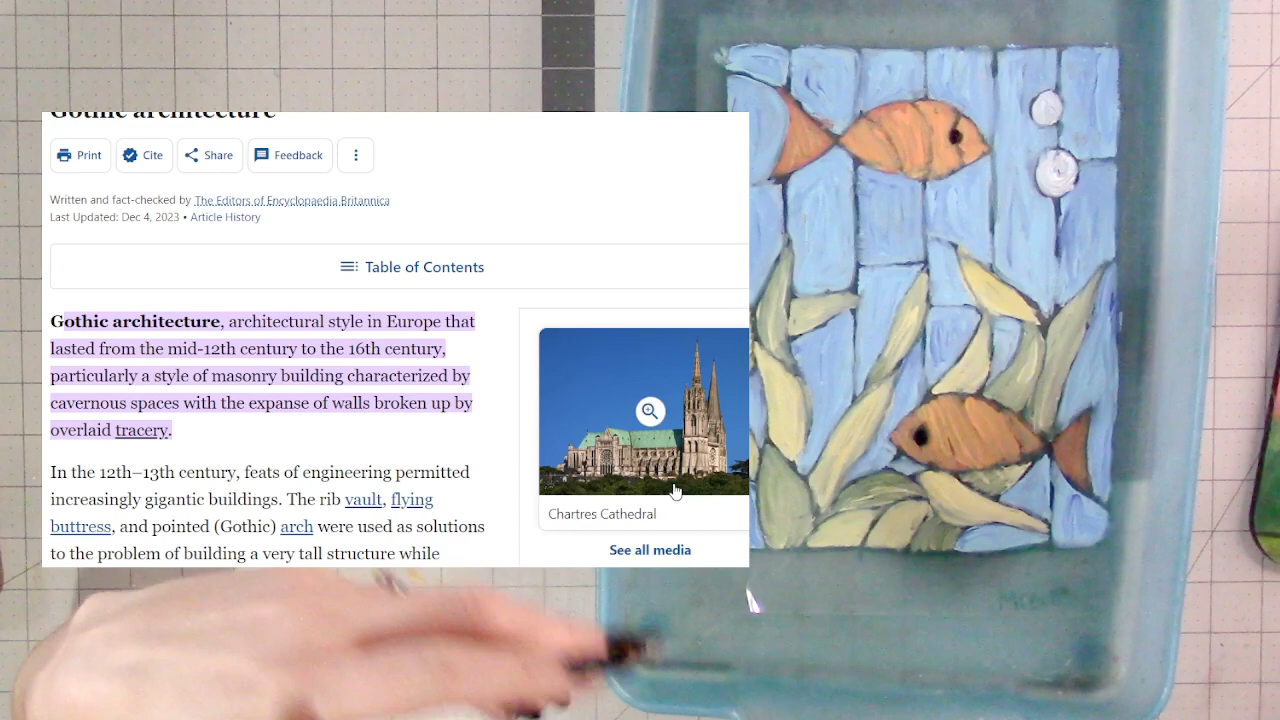 Gothic architecture
Print Cite Share Feedback
Written and fact-checked by The Editors of Encyclopaedia Britannica
Last Updated: Dec 4, 2023 • Article History
Table of Contents
Gothic architecture, architectural style in Europe that
lasted from the mid-12th century to the 16th century,
particularly a style of masonry building characterized by
cavernous spaces with the expanse of walls broken up by
overlaid tracery.
In the 12th–13th century, feats of engineering permitted
increasingly gigantic buildings. The rib vault, flying
buttress, and pointed (Gothic) arch were used as solutions
to the problem of building a very tall structure while
Chartres Cathedral
See all media